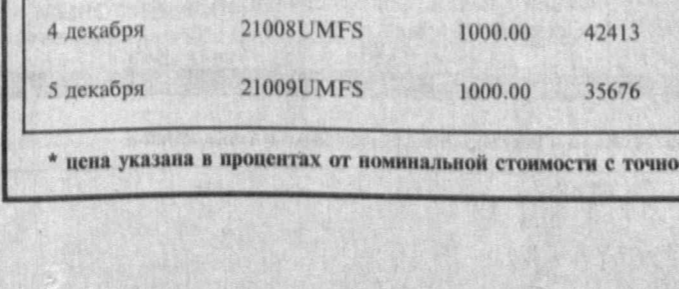 4 декабря 21008UMFS 1000.00 42413
5 декабря 21009UMFS 1000.00 35676
* цена указана в процентах от номинальной стоимости с точно